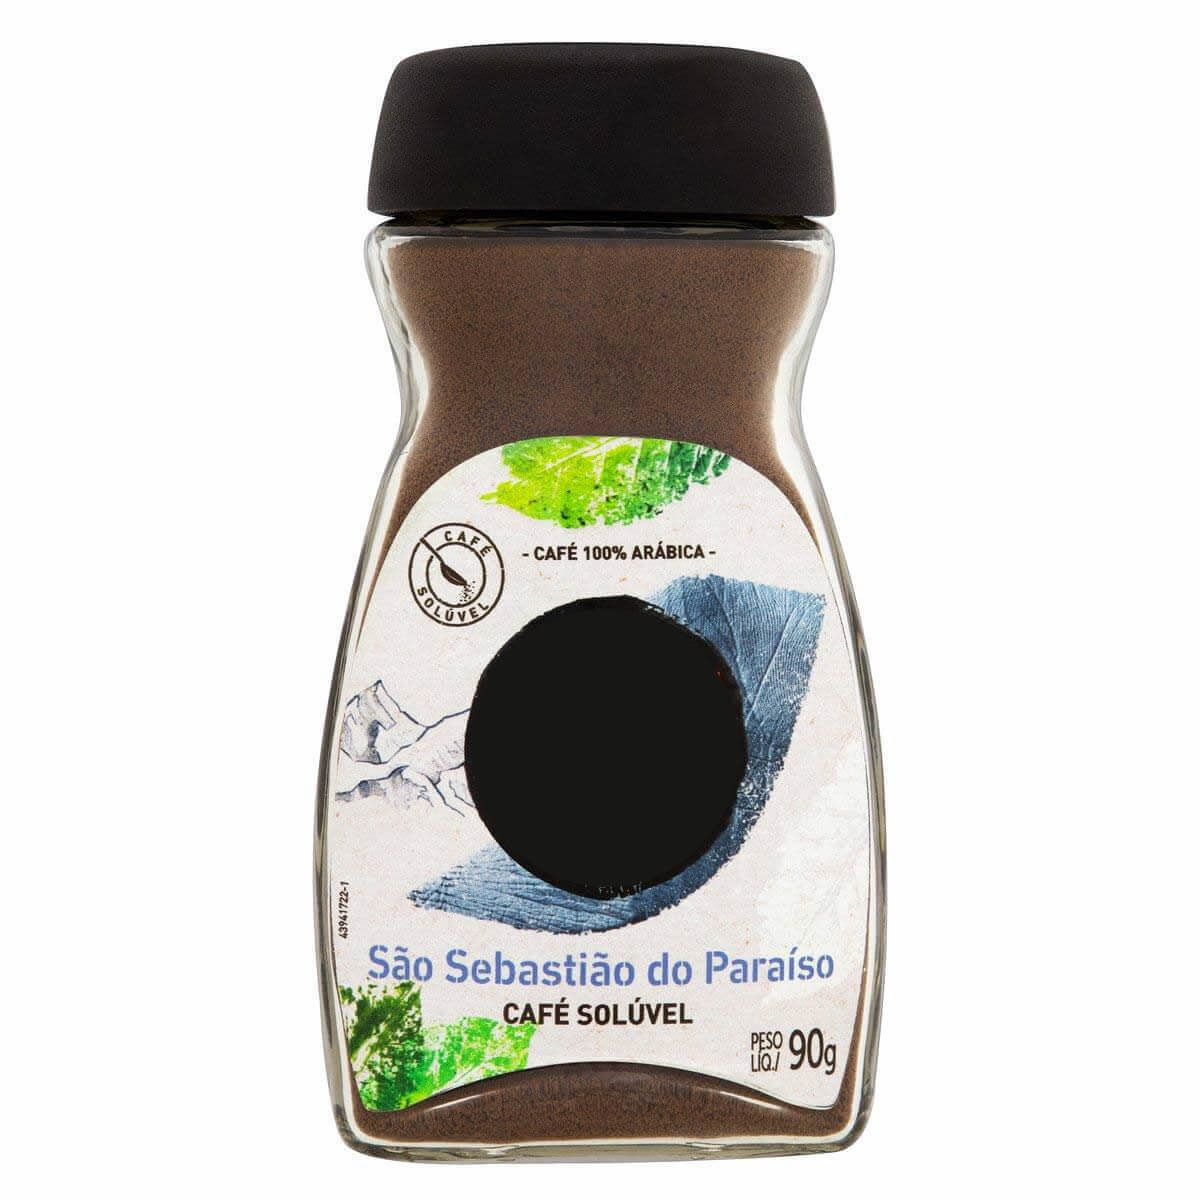 - CAFÉ 100% ARÁBICA -
CAFÉ
SOLÚVEL
43941722-1
São Sebastião do Paraíso
CAFÉ SOLÚVEL
PESO
LÍQ./ 90g